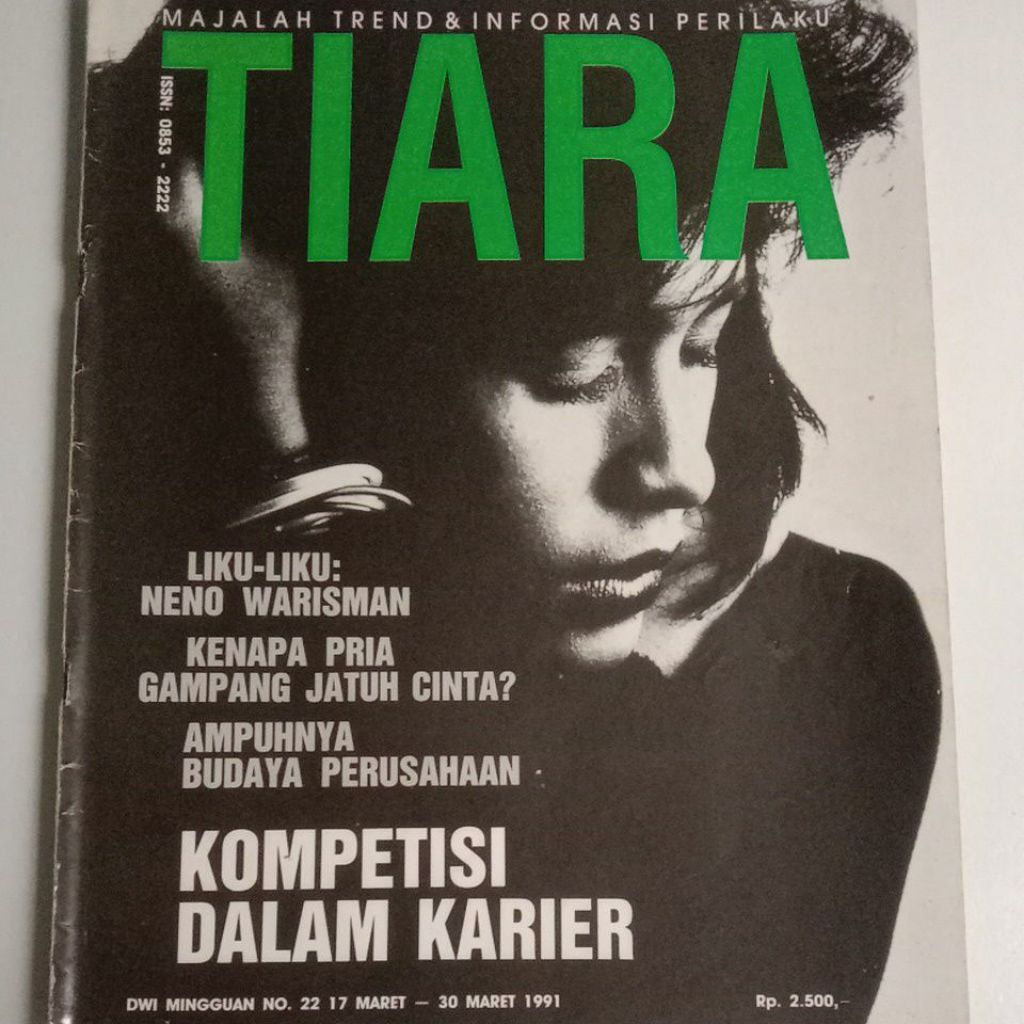 MAJALAH TREND & INFORMASI PERILAKU
TIARA
ISSN: 0853 - 2222
LIKU-LIKU:
NENO WARISMAN
KENAPA PRIA
GAMPANG JATUH CINTA?
AMPUHNYA
BUDAYA PERUSAHAAN
KOMPETISI
DALAM KARIER
DWI MINGGUAN NO. 22 17 MARET — 30 MARET 1991 Rp. 2.500,-